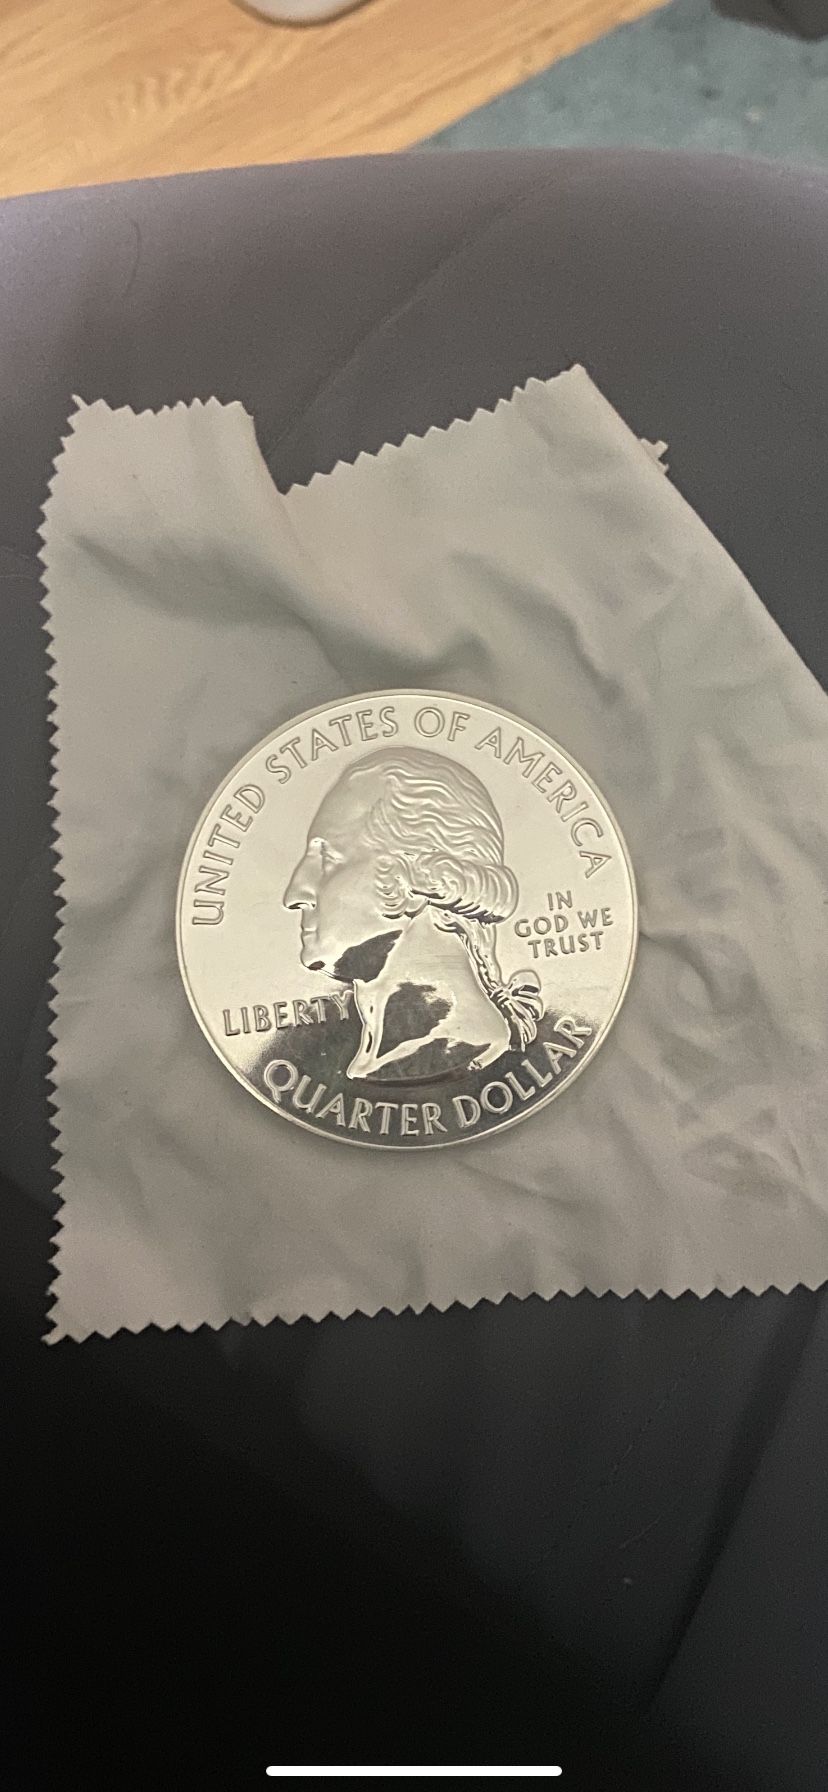 UNITED STATES OF AMERICA
IN
GOD WE
TRUST
LIBERTY
QUARTER DOLLAR